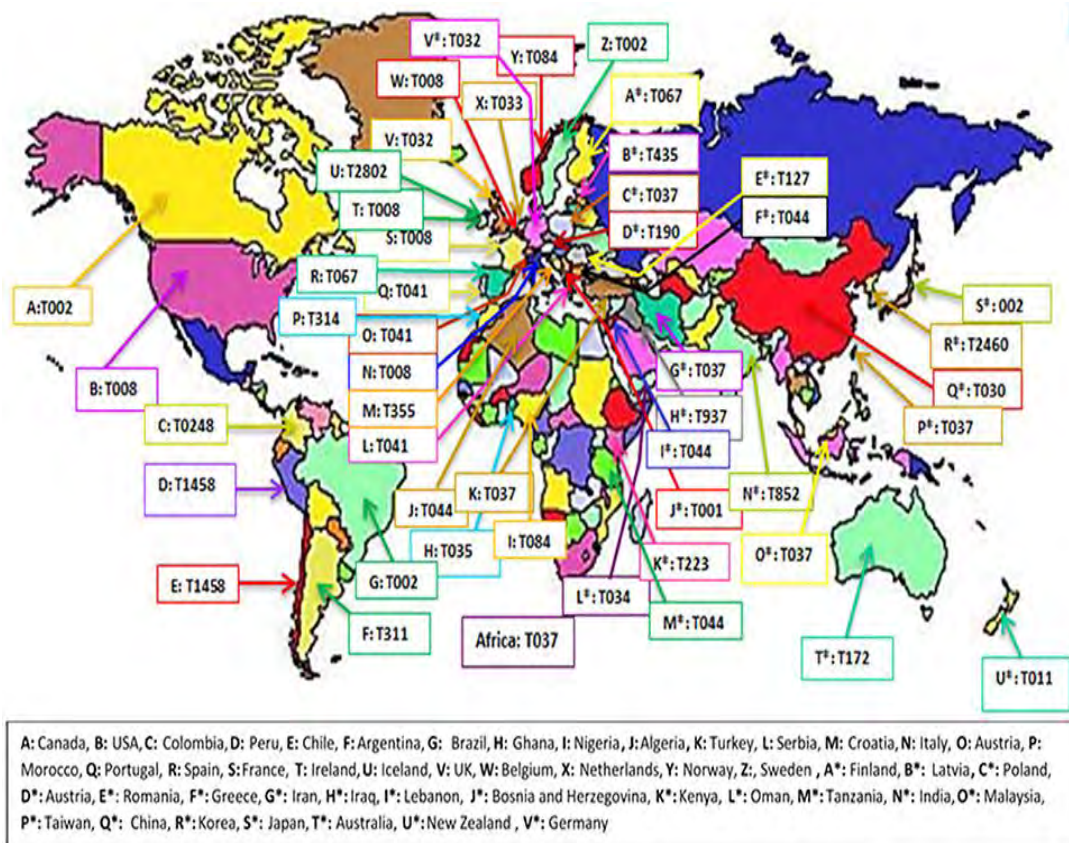 V*: T032
Y: T084
Z: T002
W: T008
X: T033
A*: T067
V: T032
B*: T435
U: T2802
E*: T127
C*: T037
T: T008
F*: T044
D*: T190
S: T008
R: T067
Q: T041
A:T002
S*: 002
P: T314
O: T041
R*: T2460
G*: T037
N: T008
B: T008
Q*: T030
M: T355
H*: T937
C: T0248
P*: T037
L: T041
I*: T044
D: T1458
N*: T852
J: T044
K: T037
J*: T001
H: T035
I: T084
O*: T037
K*: T223
E: T1458
G: T002
L*: T034
M*: T044
F: T311
Africa: T037
T*: T172
U*: T011
A: Canada, B: USA, C: Colombia, D: Peru, E: Chile, F: Argentina, G: Brazil, H: Ghana, I: Nigeria, J: Algeria, K: Turkey, L: Serbia, M: Croatia, N: Italy, O: Austria, P:
Morocco, Q: Portugal, R: Spain, S: France, T: Ireland, U: Iceland, V: UK, W: Belgium, X: Netherlands, Y: Norway, Z:, Sweden , A*: Finland, B*: Latvia, C*: Poland,
D*: Austria, E*: Romania, F*: Greece, G*: Iran, H*: Iraq, I*: Lebanon, J*: Bosnia and Herzegovina, K*: Kenya, L*: Oman, M*: Tanzania, N*: India, O*: Malaysia,
P*: Taiwan, Q*: China, R*: Korea, S*: Japan, T*: Australia, U*: New Zealand , V*: Germany